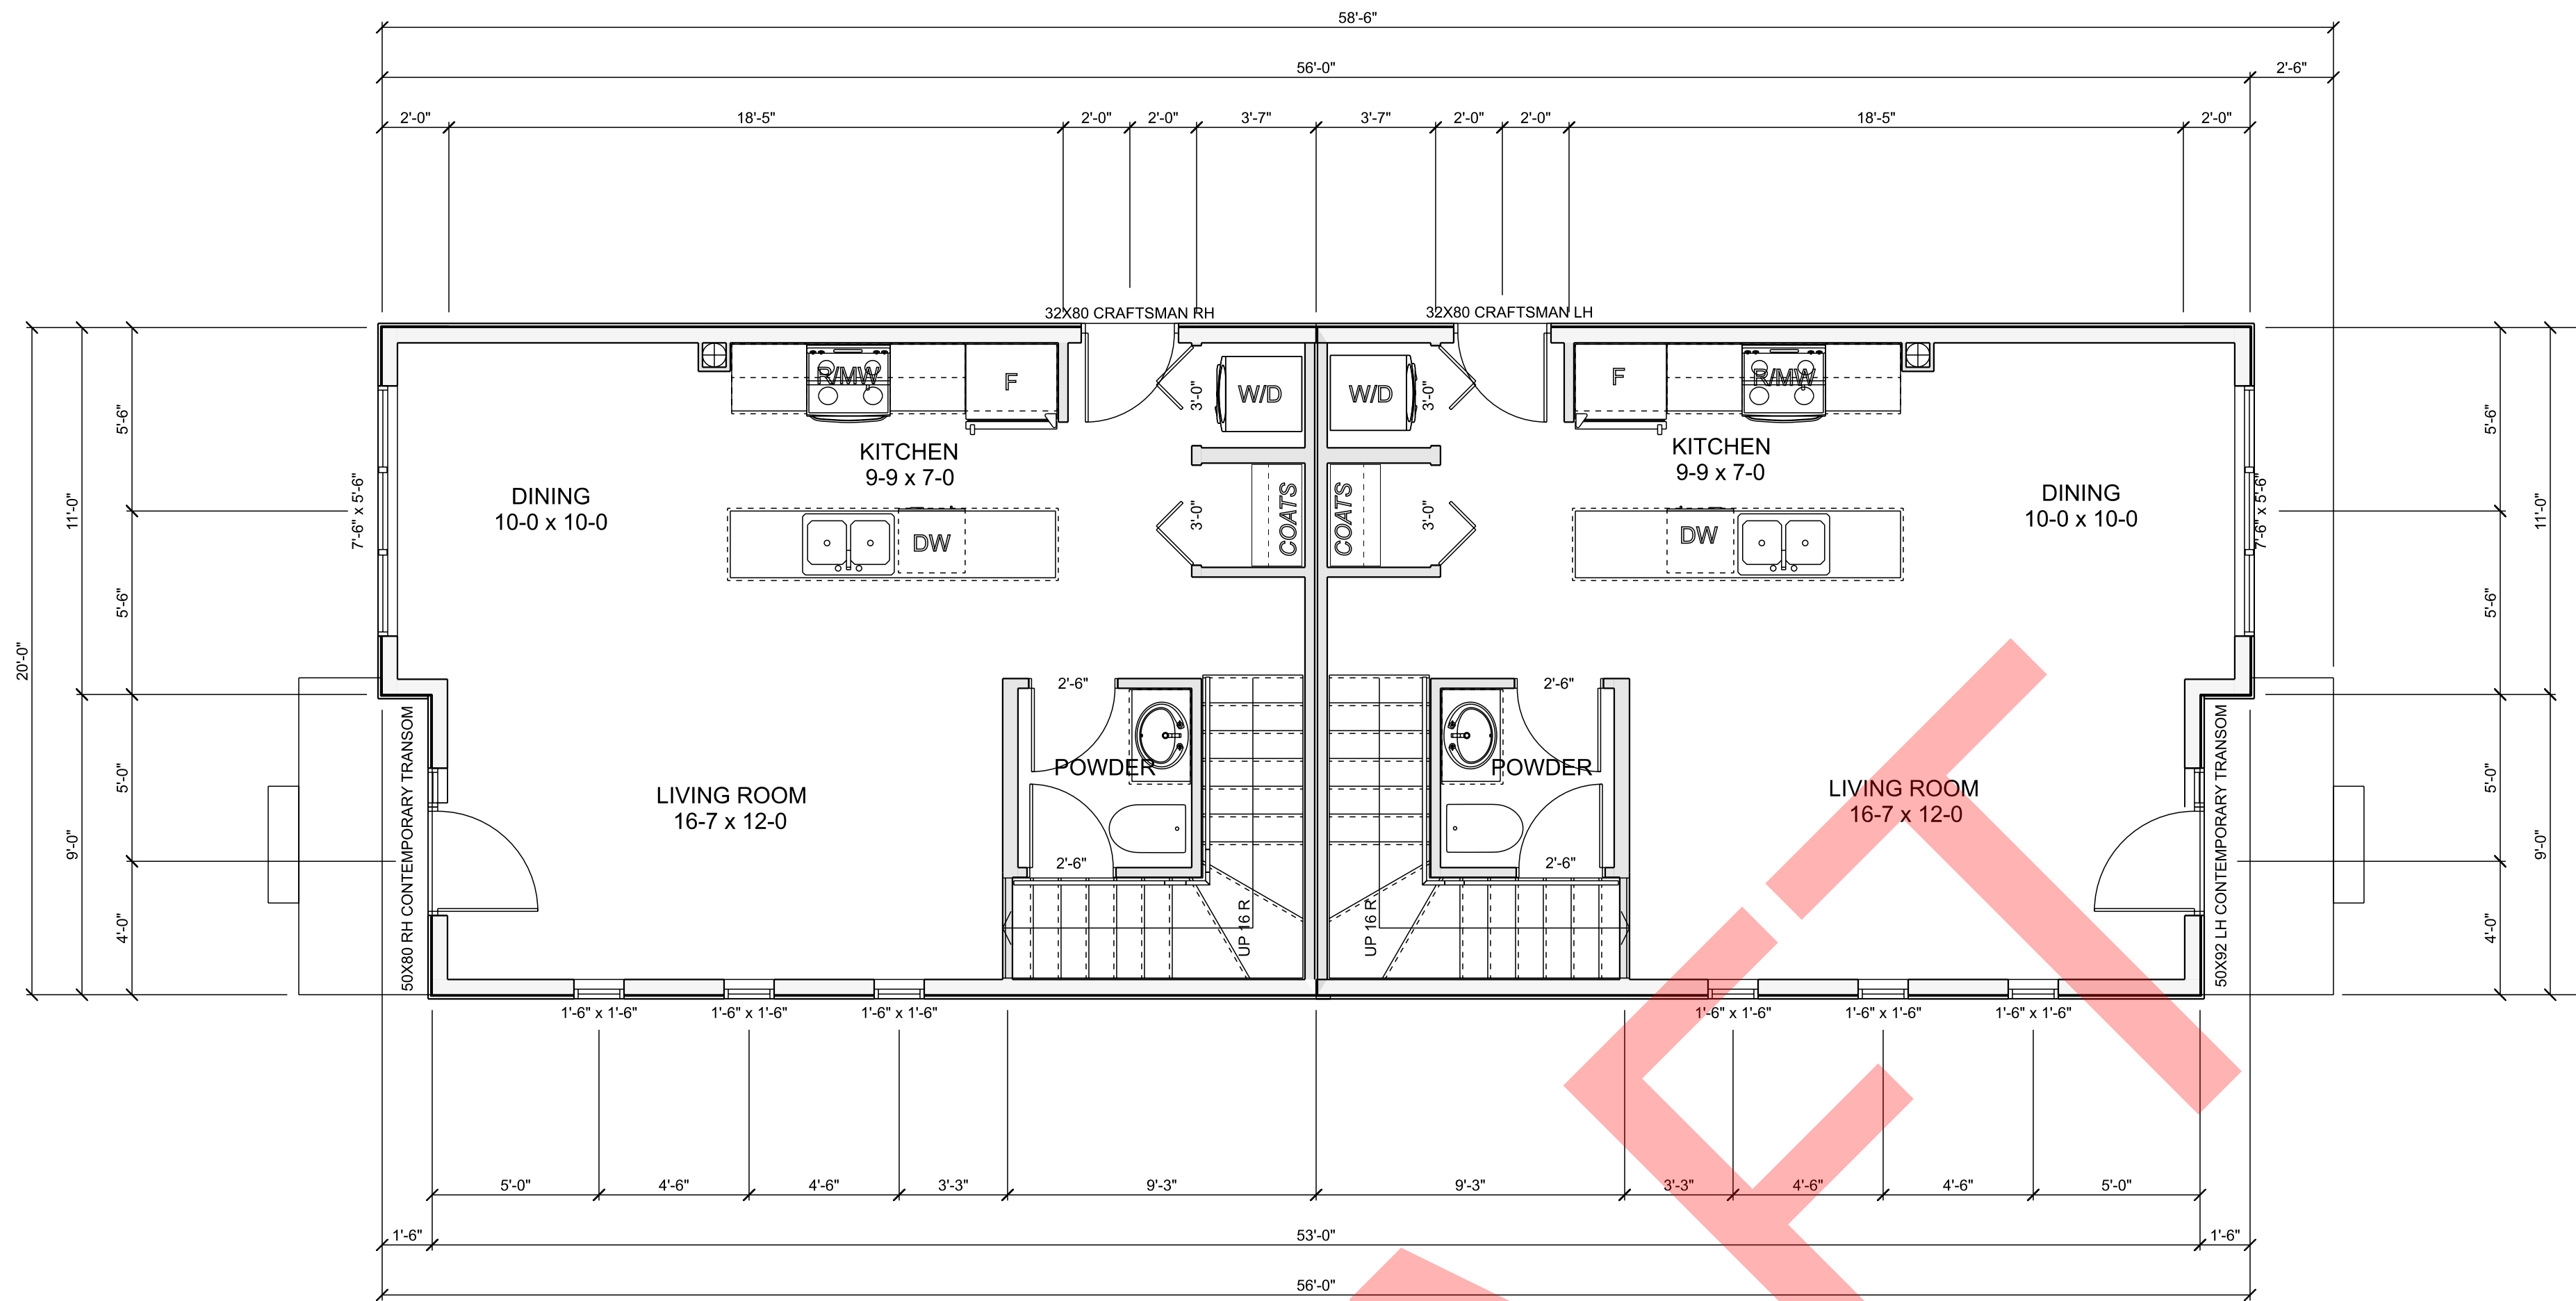 58'-6"
56'-0" 2'-6"
2'-0" 18'-5" 2'-0" 2'-0" 3'-7" 3'-7" 2'-0" 2'-0" 18'-5" 2'-0"
32X80 CRAFTSMAN RH 32X80 CRAFTSMAN LH
R/MW F 3'-0" W/D W/D 3'-0" F R/MW
5'-6" 5'-6"
KITCHEN KITCHEN
9-9 x 7-0 9-9 x 7-0
DINING DINING
10-0 x 10-0 10-0 x 10-0
11'-0" 7'-6" x 5'-6" 3'-0" COATS COATS 3'-0" 7'-6" x 5'-6" 11'-0"
DW DW
5'-6" 5'-6"
20'-0"
2'-6" 2'-6"
POWDER POWDER
5'-0" 5'-0"
LIVING ROOM LIVING ROOM
16-7 x 12-0 16-7 x 12-0
50X80 RH CONTEMPORARY TRANSOM 50X92 LH CONTEMPORARY TRANSOM
9'-0" 9'-0"
2'-6" 2'-6"
4'-0" UP 16 R UP 16 R 4'-0"
1'-6" x 1'-6" 1'-6" x 1'-6" 1'-6" x 1'-6" 1'-6" x 1'-6" 1'-6" x 1'-6" 1'-6" x 1'-6"
5'-0" 4'-6" 4'-6" 3'-3" 9'-3" 9'-3" 3'-3" 4'-6" 4'-6" 5'-0"
1'-6" 53'-0" 1'-6"
56'-0"